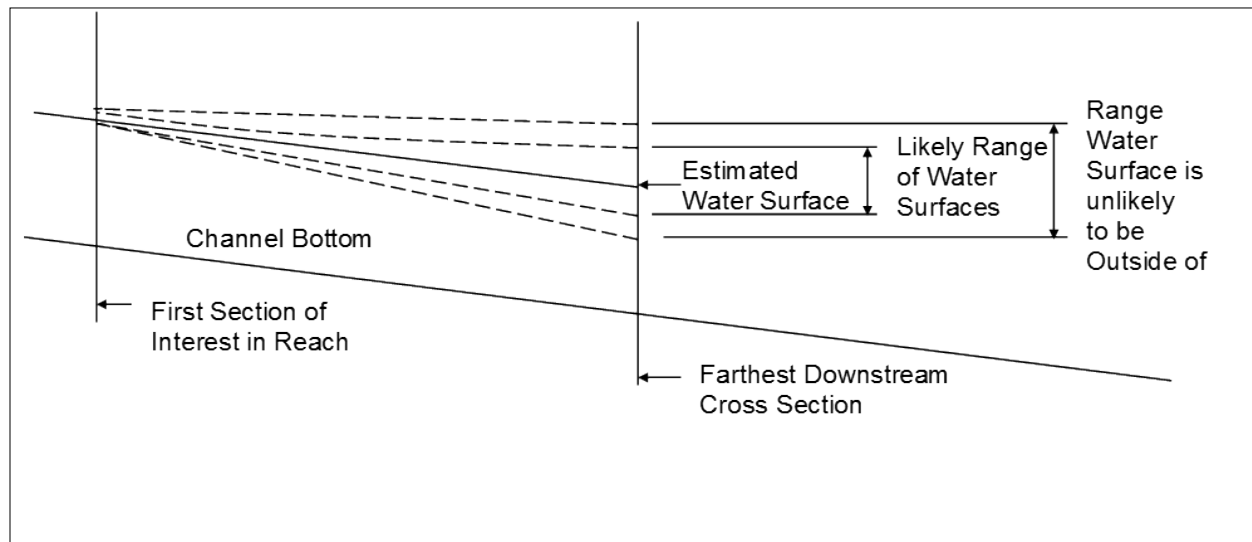 Range
Water
Surface is
unlikely
to be
Outside of
Likely Range
of Water
Surfaces
Estimated
Water Surface
Channel Bottom
First Section of
Interest in Reach
Farthest Downstream
Cross Section